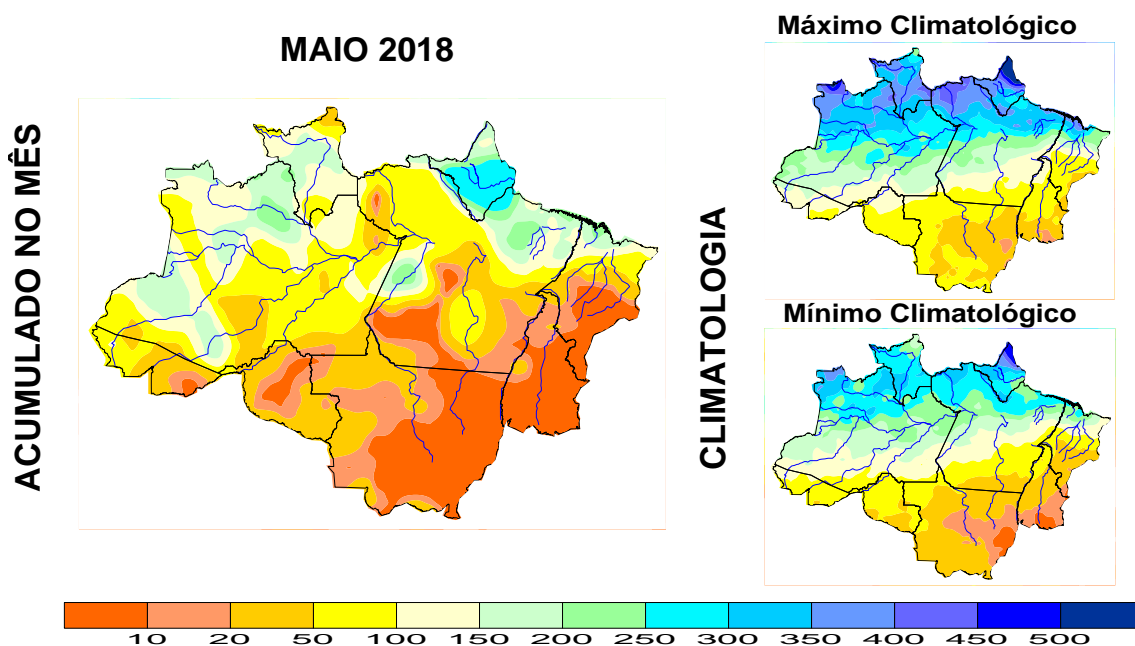 MAIO 2018
ACUMULADO NO MÊS
CLIMATOLOGIA
Máximo Climatológico
Mínimo Climatológico
10 20 50 100 150 200 250 300 350 400 450 500